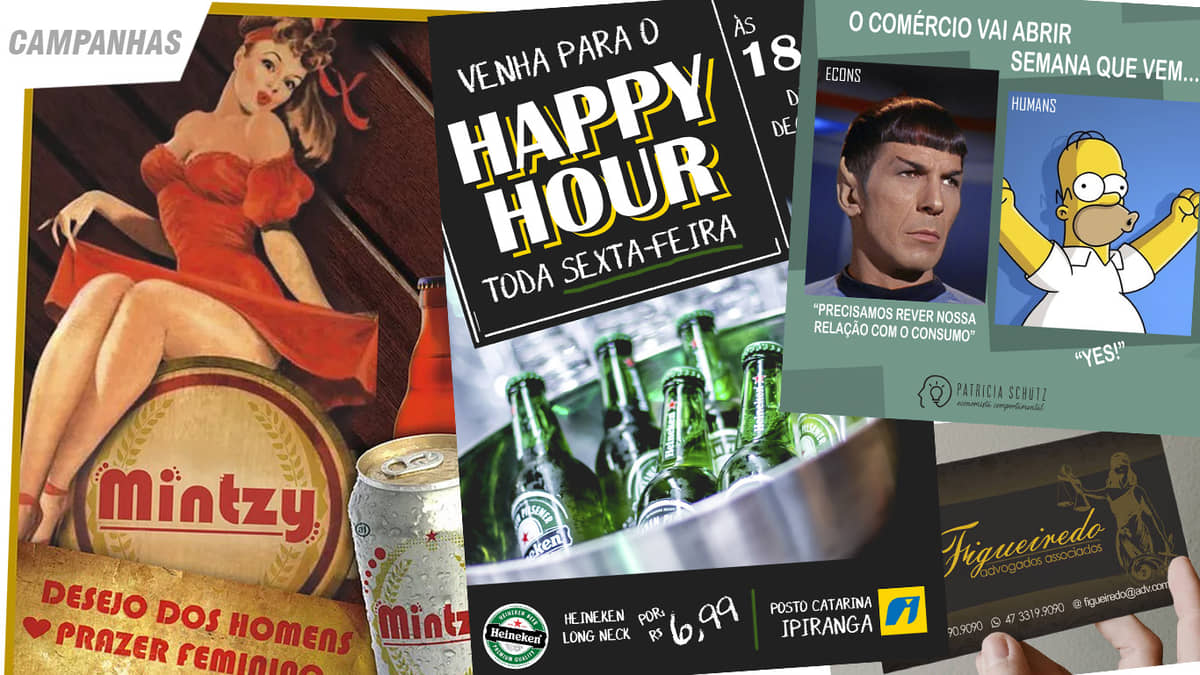 CAMPANHAS
Mintzy
DESEJO DOS HOMENS
PRAZER FEMININO
VENHA PARA O
HAPPY
HOUR
TODA SEXTA-FEIRA
ÀS
18
Heineken
HEINEKEN
LONG NECK
POR:
R$
6,99
POSTO CATARINA
IPIRANGA
O COMÉRCIO VAI ABRIR
SEMANA QUE VEM...
ECONS
HUMANS
“PRECISAMOS REVER NOSSA
RELAÇÃO COM O CONSUMO”
“YES!”
PATRICIA SCHUTZ
economista comportamental
Figueiredo
advogados associados
90.9090 47 3319.9090 @ figueiredo@adv.com